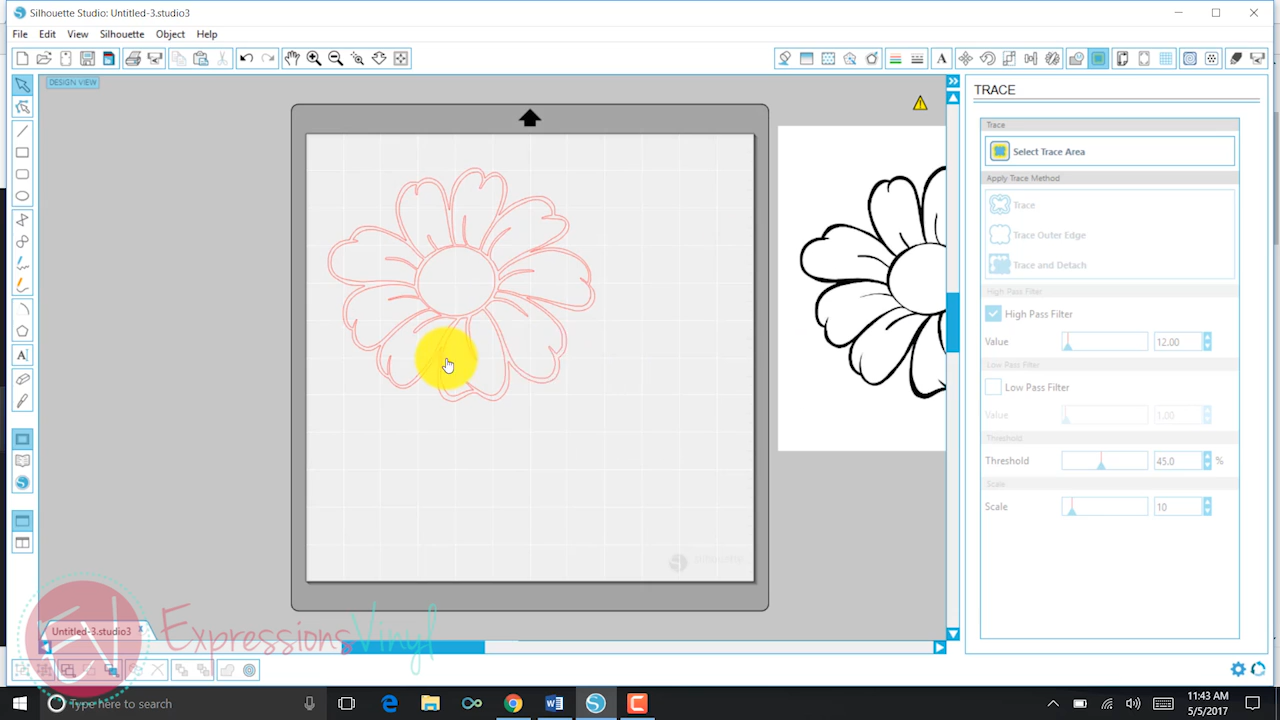 Silhouette Studio: Untitled-3.studio3
File Edit View Silhouette Object Help
DESIGN VIEW
TRACE
Trace
Select Trace Area
Apply Trace Method
Trace
Trace Outer Edge
Trace and Detach
High Pass Filter
High Pass Filter
Value 12.00
Low Pass Filter
Low Pass Filter
Value 1.00
Threshold
Threshold 45.0 %
Scale
Scale 10
Untitled-3.studio3 x
EV ExpressionsVinyl
Type here to search
11:43 AM
5/5/2017